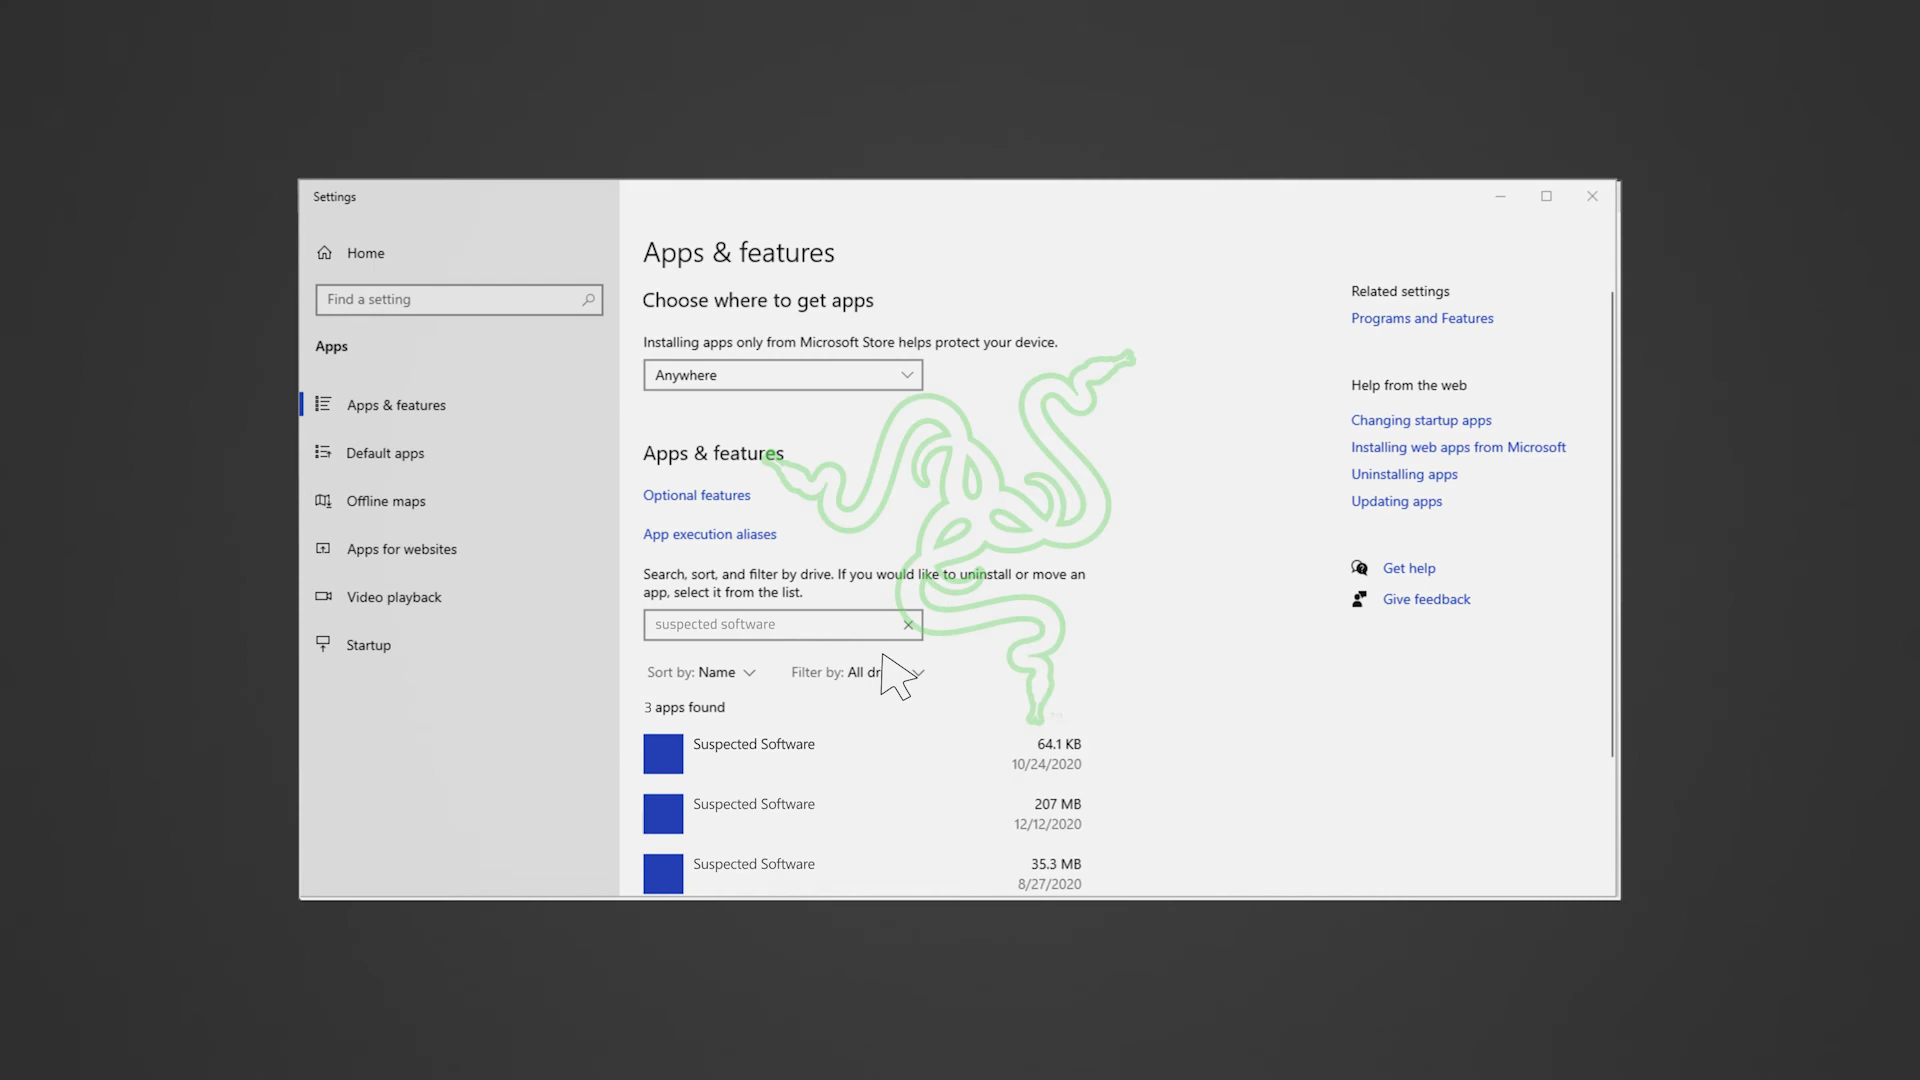 Settings
Home
Find a setting
Apps
Apps & features
Default apps
Offline maps
Apps for websites
Video playback
Startup
Apps & features
Choose where to get apps
Installing apps only from Microsoft Store helps protect your device.
Anywhere
Apps & features
Optional features
App execution aliases
Search, sort, and filter by drive. If you would like to uninstall or move an
app, select it from the list.
suspected software
Sort by: Name
Filter by: All dr
3 apps found
Suspected Software
64.1 KB
10/24/2020
Suspected Software
207 MB
12/12/2020
Suspected Software
35.3 MB
8/27/2020
Related settings
Programs and Features
Help from the web
Changing startup apps
Installing web apps from Microsoft
Uninstalling apps
Updating apps
Get help
Give feedback